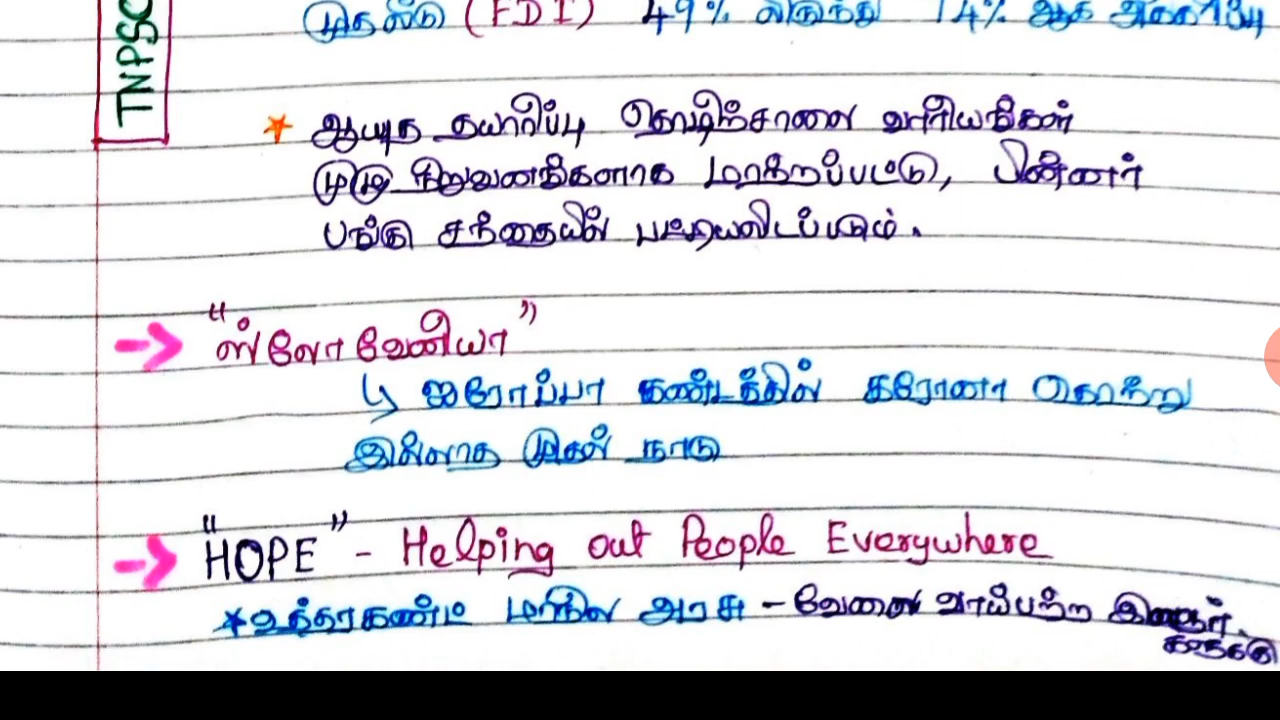 TNPSC
முதலீடு (FDI) 49% லிருந்து 74% ஆக அதிகரிப்பு
* ஆயுத தயாரிப்பு தொழிற்சாலை வாரியங்கள்
முழு நிறுவனங்களாக மாற்றப்பட்டு, பின்னர்
பங்கு சந்தையில் பட்டியலிடப்படும்.
→ "ஸ்லோவேனியா"
↳ ஐரோப்பா கண்டத்தில் கரோனா தொற்று
இல்லாத முதல் நாடு
→ "HOPE" - Helping out People Everywhere
* உத்தரகண்ட் மாநில அரசு - வேலை வாய்ப்பற்ற இளைஞர்